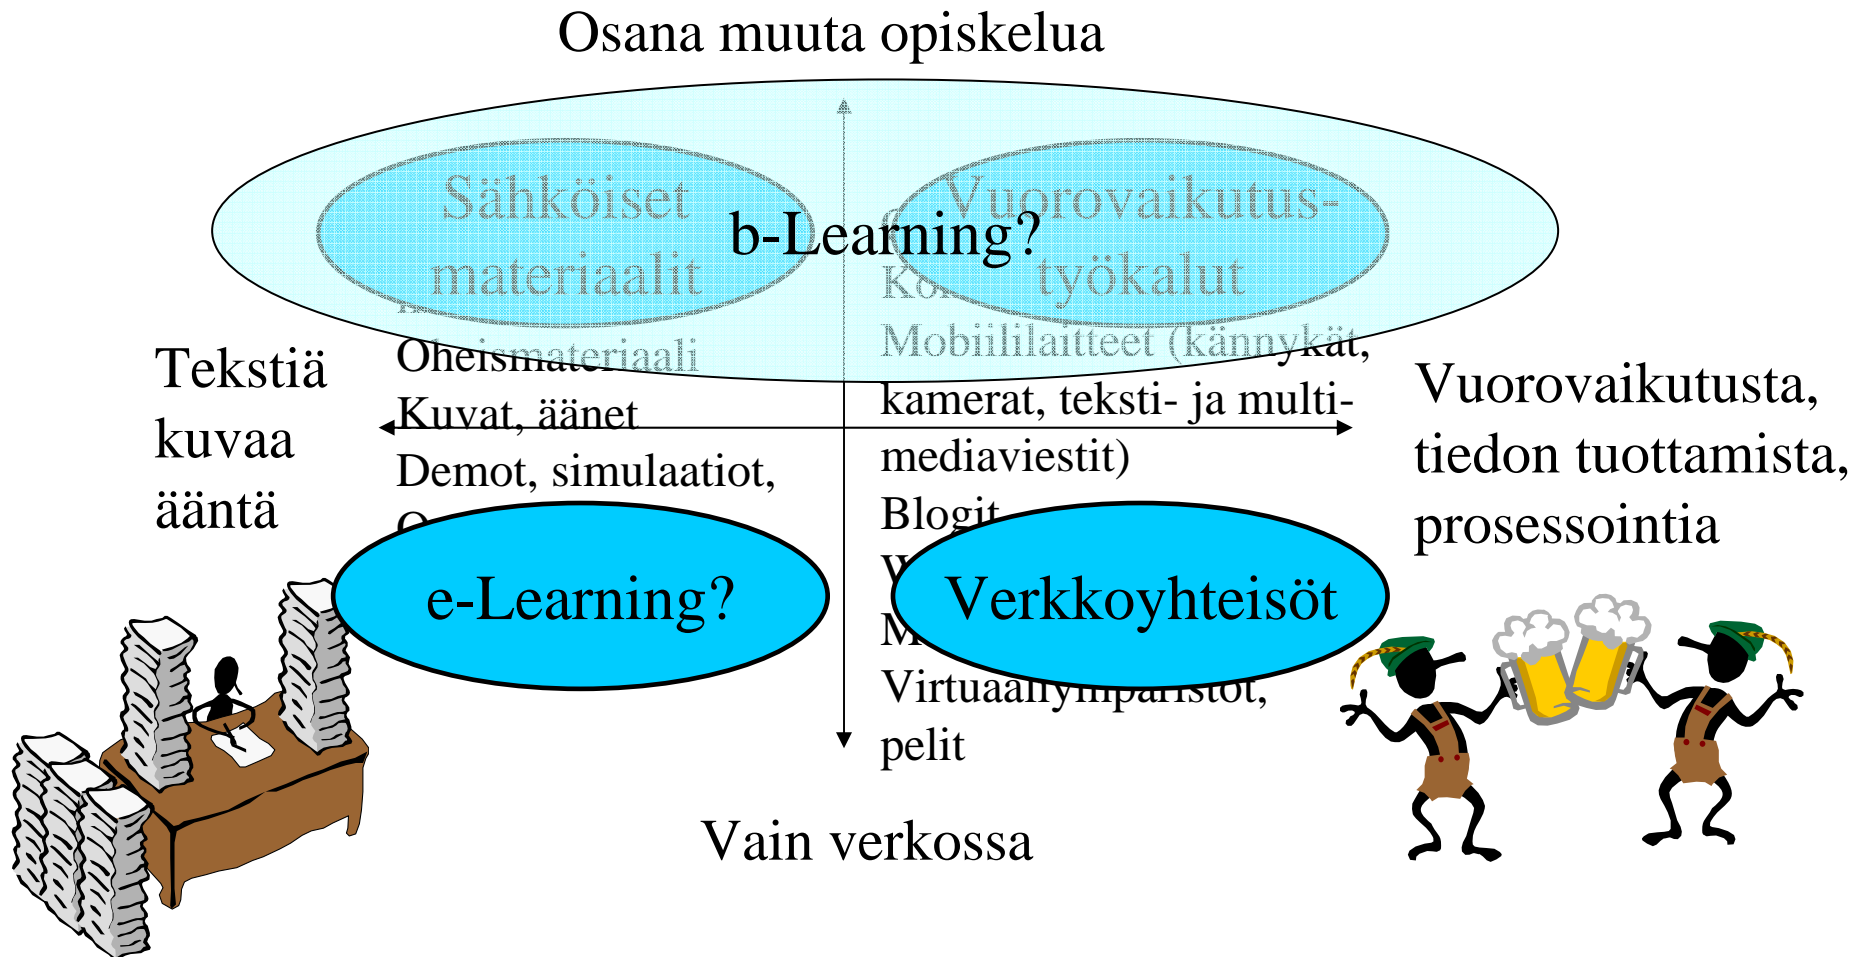 Osana muuta opiskelua
Sähköiset
materiaalit
b-Learning?
Vuorovaikutus-
työkalut
Tekstiä
kuvaa
ääntä
Oheismateriaali
Kuvat, äänet
Demot, simulaatiot,
Mobiililaitteet (kännykät,
kamerat, teksti- ja multi-
mediaviestit)
Blogit
Virtuaaliympäristöt,
pelit
Vuorovaikutusta,
tiedon tuottamista,
prosessointia
e-Learning?
Verkkoyhteisöt
Vain verkossa